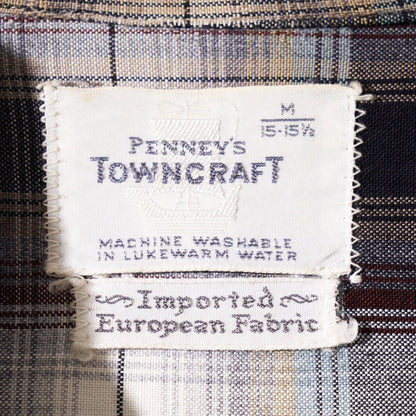 M
15-15½
PENNEY'S
TOWNCRAFT
MACHINE WASHABLE
IN LUKEWARM WATER
Imported
European Fabric